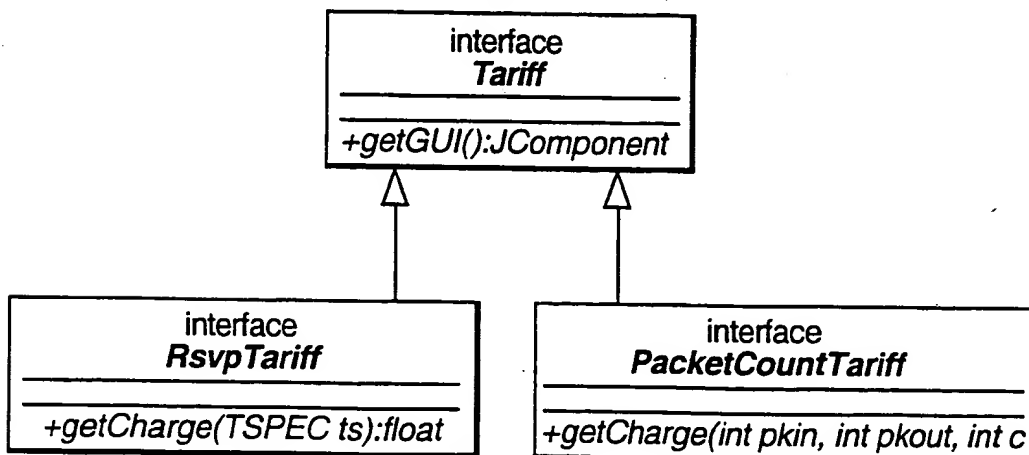 interface
Tariff
+getGUI():JComponent
interface
RsvpTariff
+getCharge(TSPEC ts):float
interface
PacketCountTariff
+getCharge(int pkin, int pkout, int c